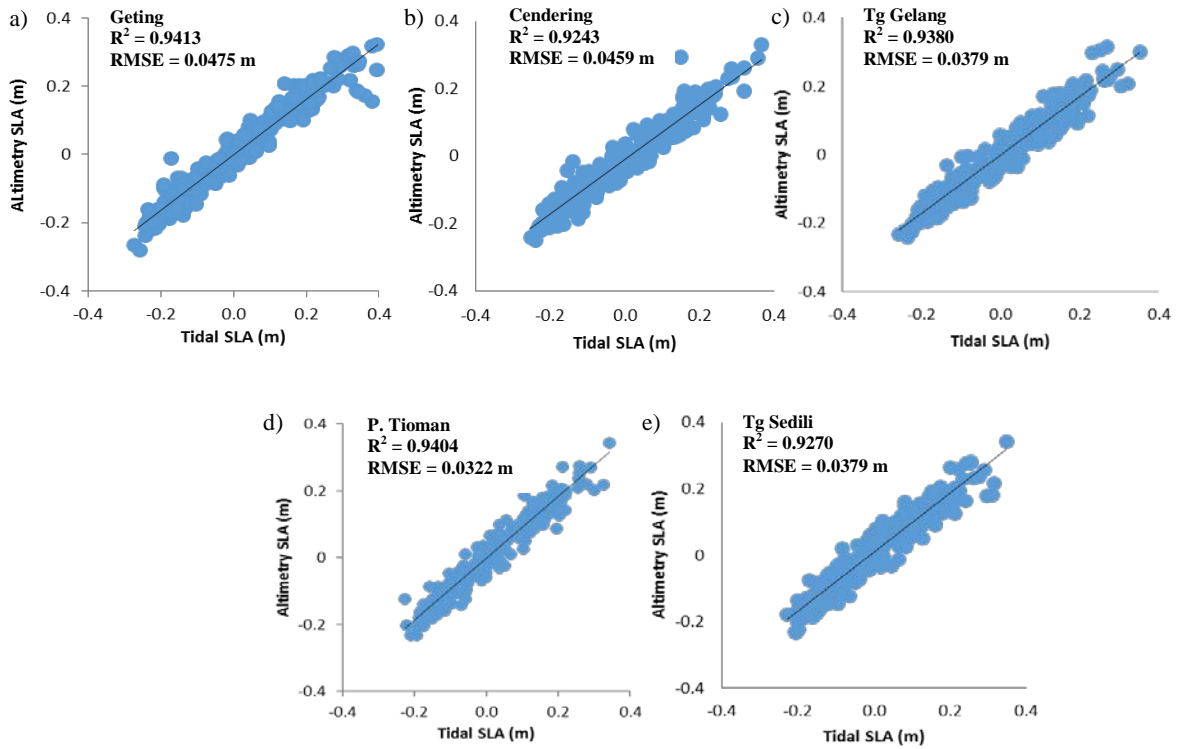 a)
Geting
R² = 0.9413
RMSE = 0.0475 m
0.4
0.2
0
-0.2
-0.4
-0.4 -0.2 0.0 0.2 0.4
Altimetry SLA (m)
Tidal SLA (m)
b)
Cendering
R² = 0.9243
RMSE = 0.0459 m
0.4
0.2
0
-0.2
-0.4
-0.4 -0.2 0.0 0.2 0.4
Altimetry SLA (m)
Tidal SLA (m)
c)
Tg Gelang
R² = 0.9380
RMSE = 0.0379 m
0.4
0.2
0
-0.2
-0.4
-0.4 -0.2 0.0 0.2 0.4
Altimetry SLA (m)
Tidal SLA (m)
d)
P. Tioman
R² = 0.9404
RMSE = 0.0322 m
0.4
0.2
0
-0.2
-0.4
-0.4 -0.2 0.0 0.2 0.4
Altimetry SLA (m)
Tidal SLA (m)
e)
Tg Sedili
R² = 0.9270
RMSE = 0.0379 m
0.4
0.2
0
-0.2
-0.4
-0.4 -0.2 0.0 0.2 0.4
Altimetry SLA (m)
Tidal SLA (m)